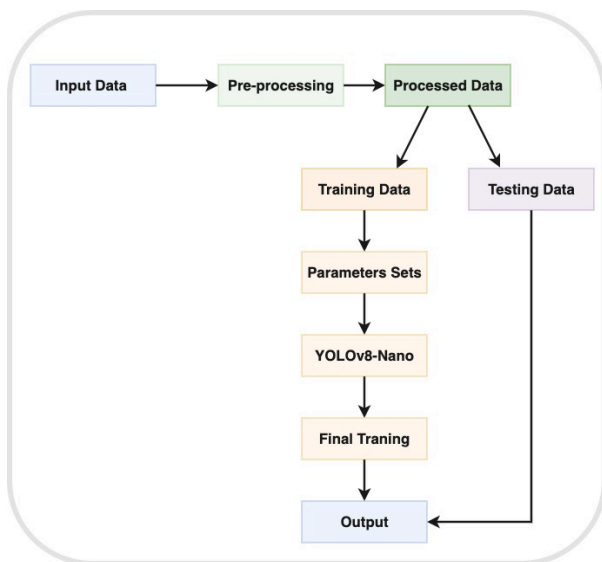 Input Data
Pre-processing
Processed Data
Training Data
Testing Data
Parameters Sets
YOLOv8-Nano
Final Traning
Output